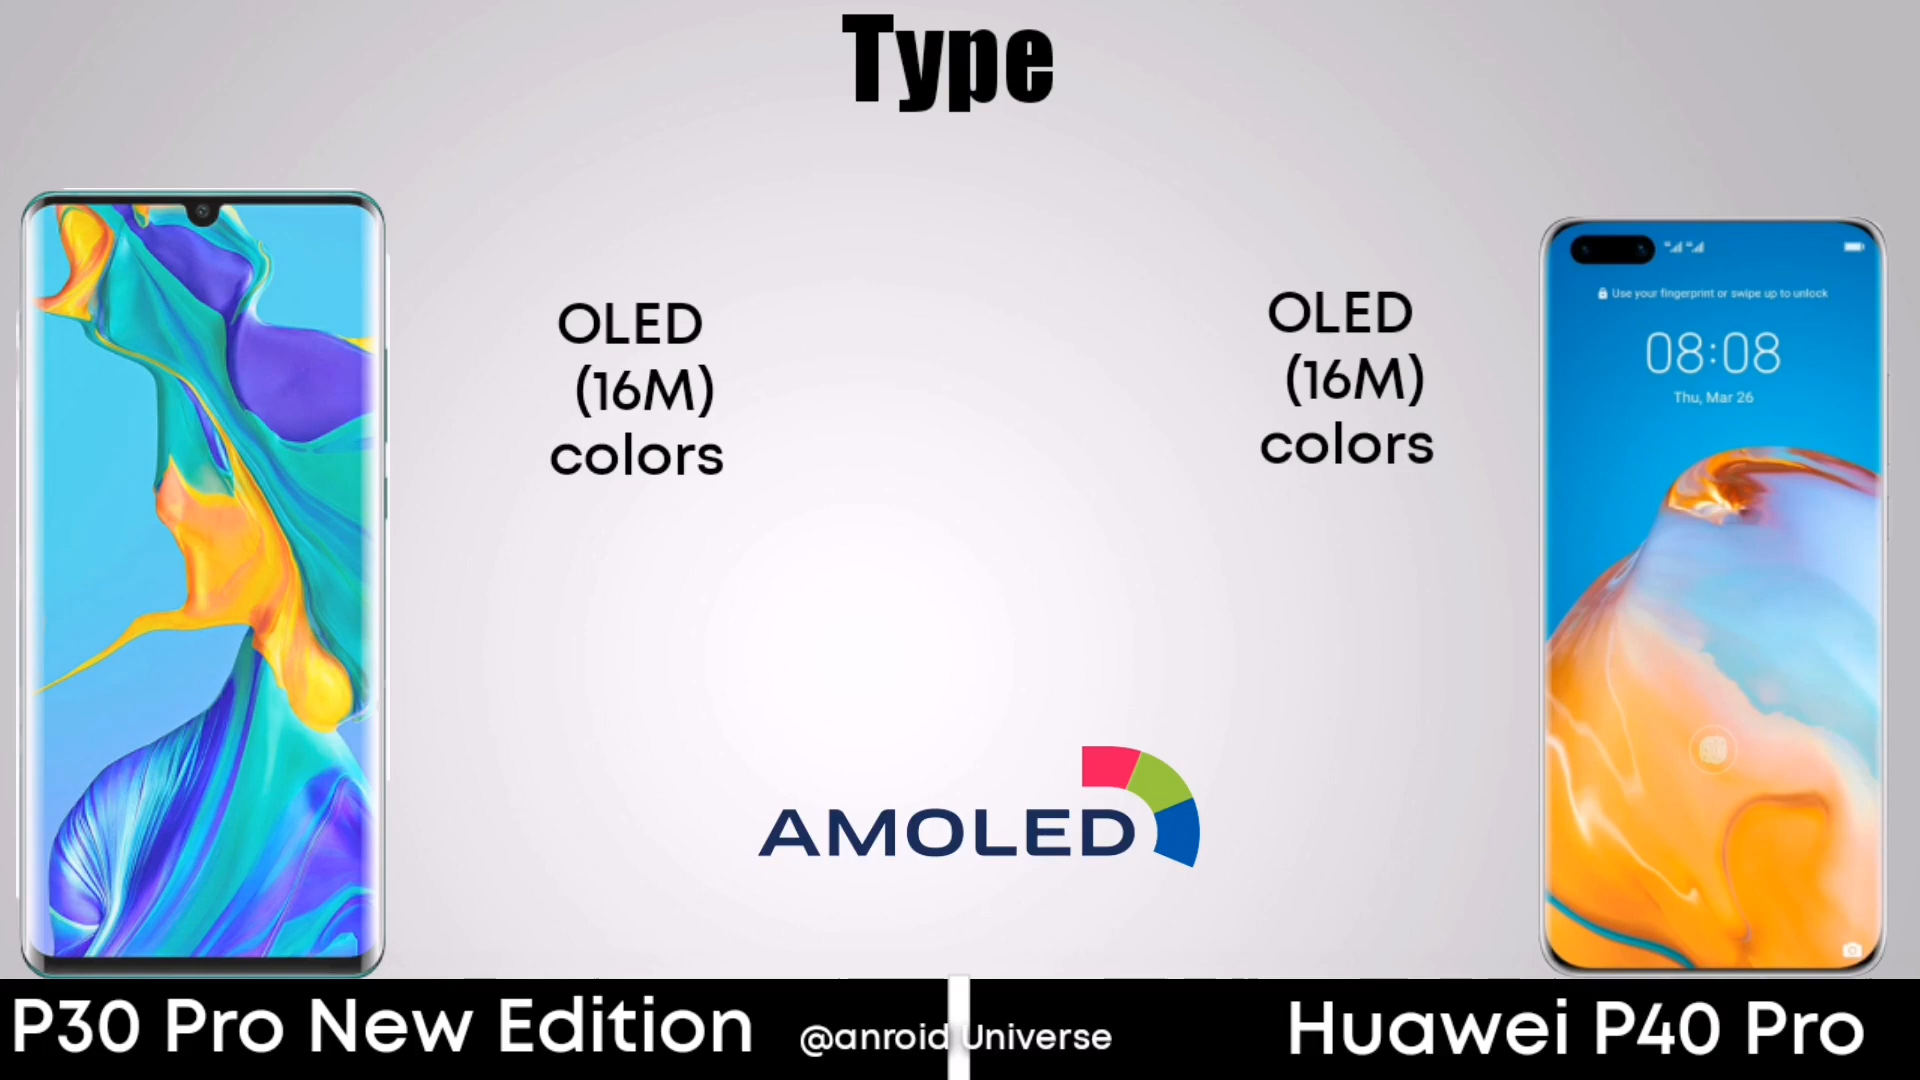 Type
OLED
(16M)
colors
OLED
(16M)
colors
Use your fingerprint or swipe up to unlock
08:08
Thu, Mar 26
AMOLED
P30 Pro New Edition
@anroid Universe
Huawei P40 Pro